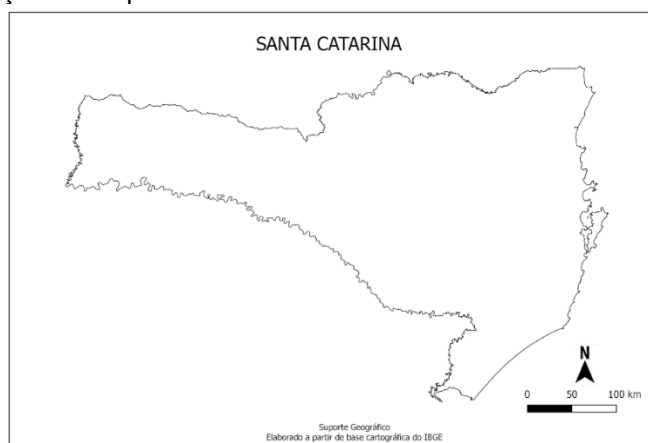 SANTA CATARINA
N
0 50 100 km
Suporte Geográfico
Elaborado a partir de base cartográfica do IBGE